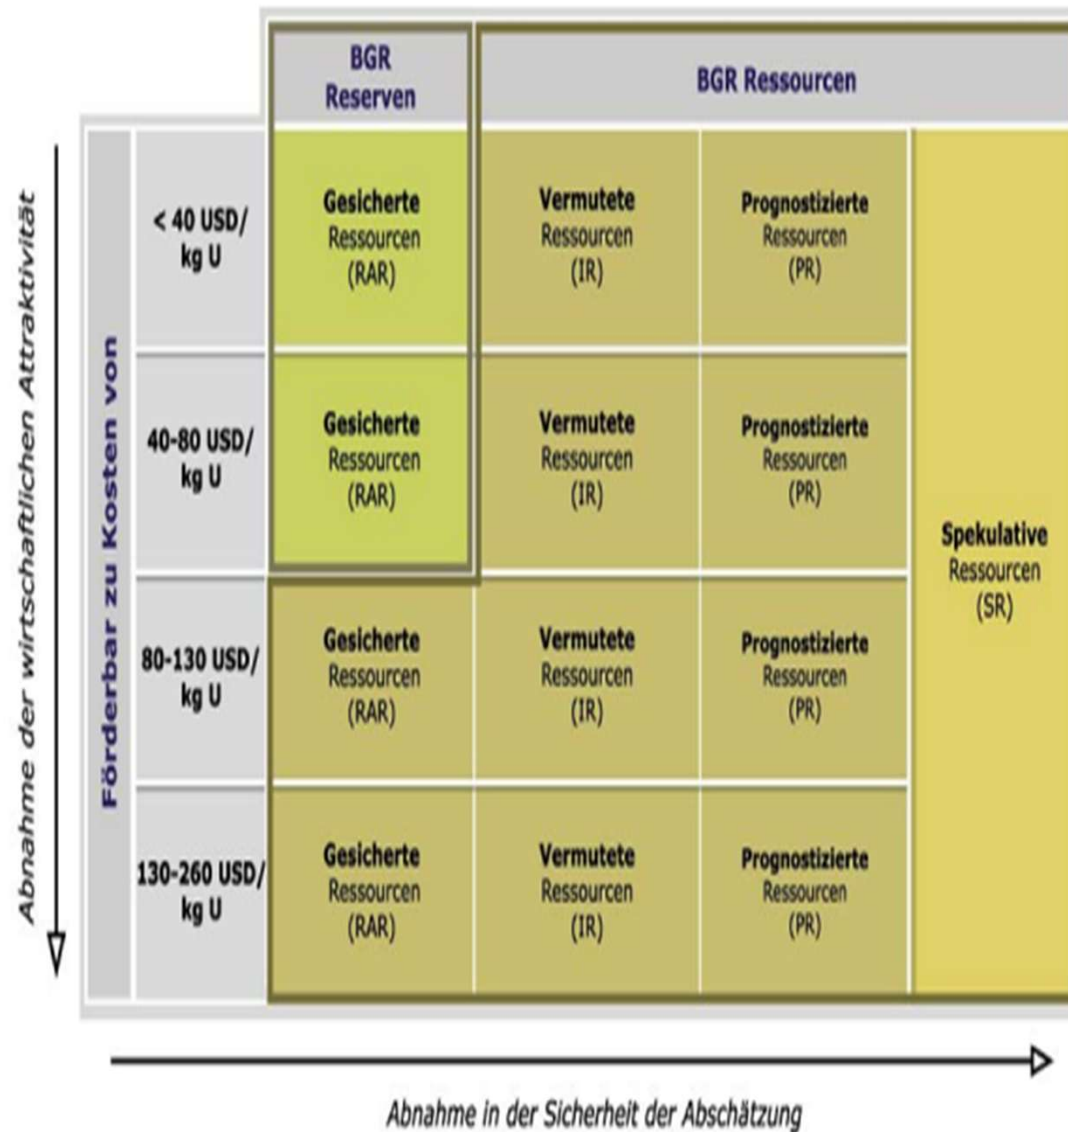 BGR
Reserven
BGR Ressourcen
Abnahme der wirtschaftlichen Attraktivität
Förderbar zu Kosten von
< 40 USD/
kg U
Gesicherte
Ressourcen
(RAR)
Vermutete
Ressourcen
(IR)
Prognostizierte
Ressourcen
(PR)
40-80 USD/
kg U
Gesicherte
Ressourcen
(RAR)
Vermutete
Ressourcen
(IR)
Prognostizierte
Ressourcen
(PR)
Spekulative
Ressourcen
(SR)
80-130 USD/
kg U
Gesicherte
Ressourcen
(RAR)
Vermutete
Ressourcen
(IR)
Prognostizierte
Ressourcen
(PR)
130-260 USD/
kg U
Gesicherte
Ressourcen
(RAR)
Vermutete
Ressourcen
(IR)
Prognostizierte
Ressourcen
(PR)
Abnahme in der Sicherheit der Abschätzung